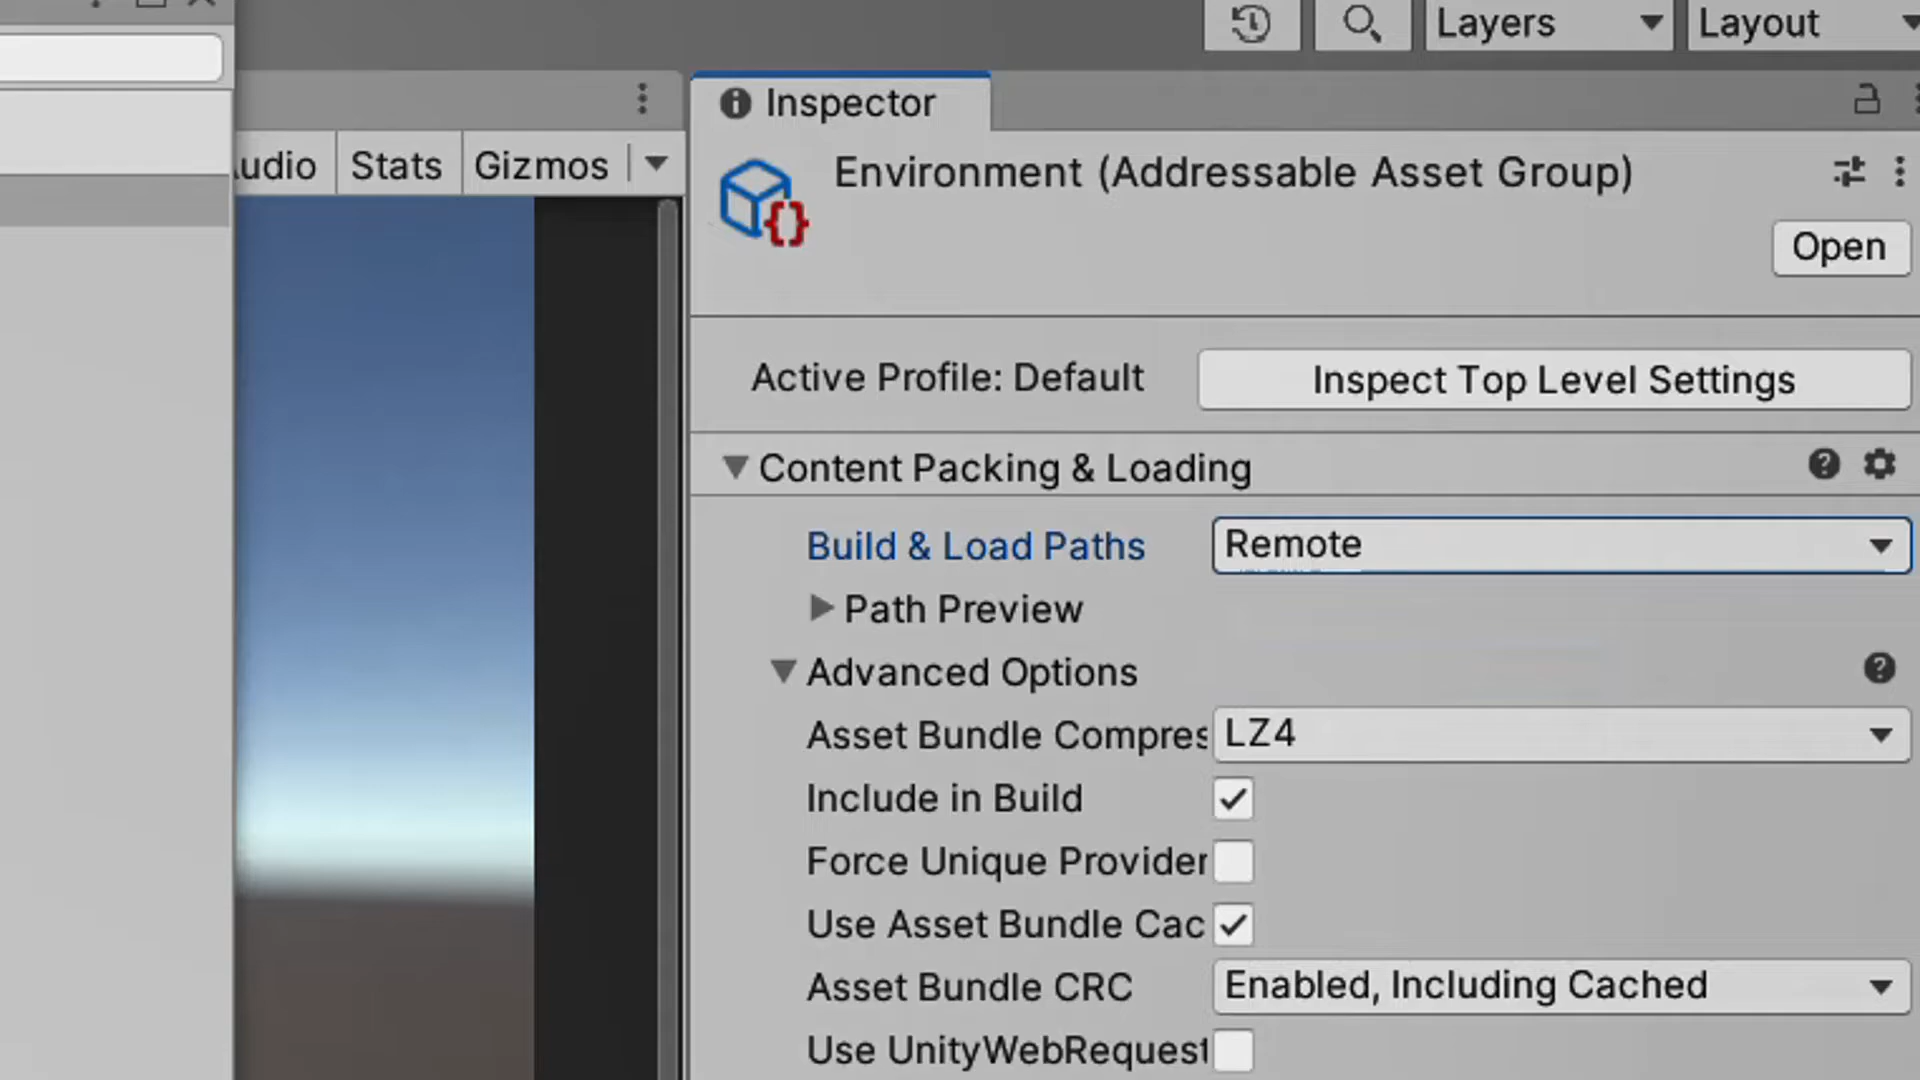 Layers
Layout
Inspector
Stats
Gizmos
Environment (Addressable Asset Group)
Open
Active Profile: Default
Inspect Top Level Settings
Content Packing & Loading
Build & Load Paths
Remote
Path Preview
Advanced Options
Asset Bundle Compres
LZ4
Include in Build
Force Unique Provider
Use Asset Bundle Cac
Asset Bundle CRC
Enabled, Including Cached
Use UnityWebRequest